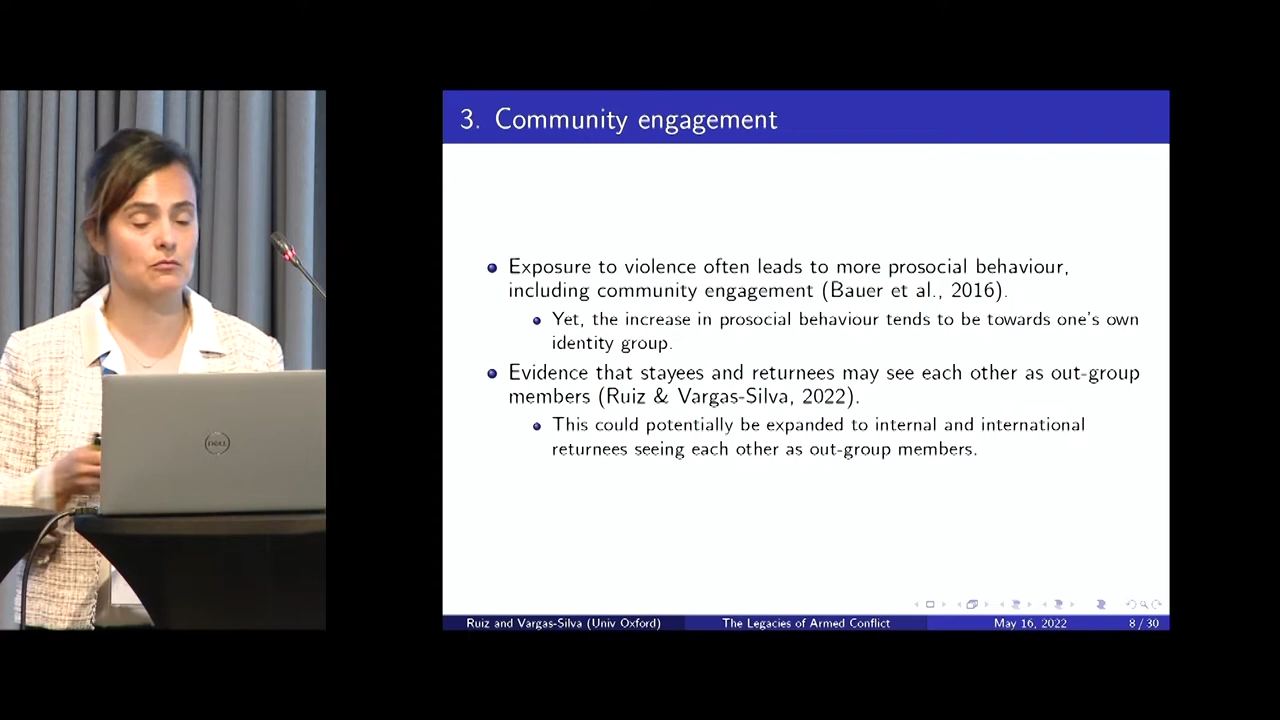 3. Community engagement
Exposure to violence often leads to more prosocial behaviour,
including community engagement (Bauer et al., 2016).
Yet, the increase in prosocial behaviour tends to be towards one's own
identity group.
Evidence that stayees and returnees may see each other as out-group
members (Ruiz & Vargas-Silva, 2022).
This could potentially be expanded to internal and international
returnees seeing each other as out-group members.
Ruiz and Vargas-Silva (Univ Oxford) The Legacies of Armed Conflict May 16, 2022 8 / 30
DELL